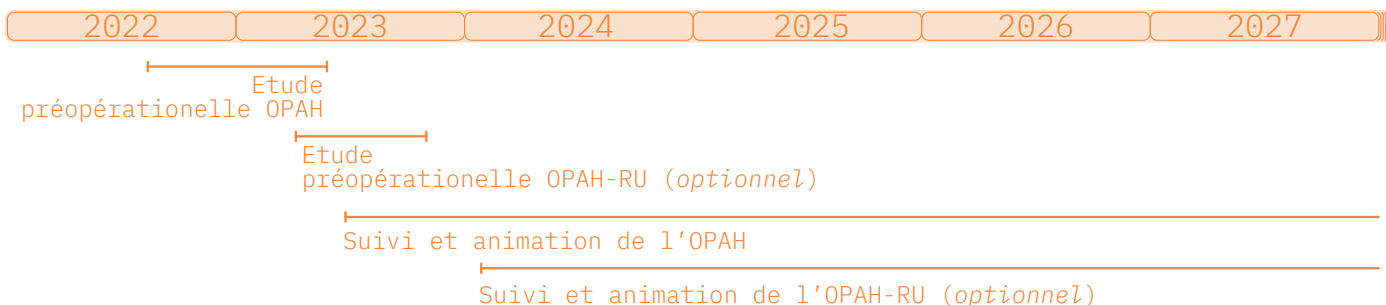 2022 2023 2024 2025 2026 2027
Etude
préopérationelle OPAH
Etude
préopérationelle OPAH-RU (optionnel)
Suivi et animation de l’OPAH
Suivi et animation de l’OPAH-RU (optionnel)